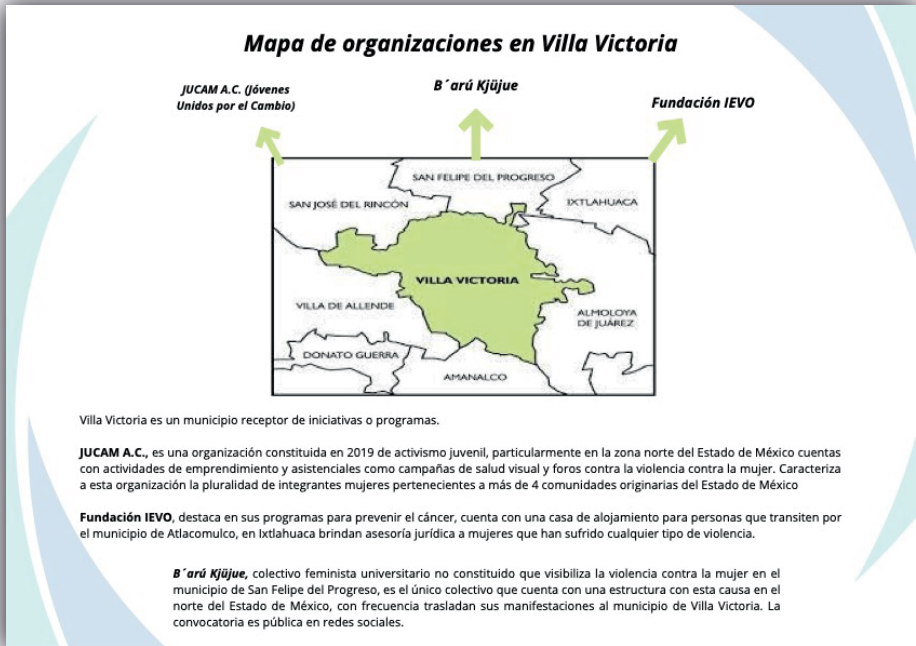 Mapa de organizaciones en Villa Victoria
JUCAM A.C. (Jóvenes
Unidos por el Cambio)
B´arú Kjüjue
Fundación IEVO
SAN FELIPE DEL PROGRESO
SAN JOSÉ DEL RINCÓN
IXTLAHUACA
VILLA VICTORIA
VILLA DE ALLENDE
ALMOLOYA
DE JUÁREZ
DONATO GUERRA
AMANALCO
Villa Victoria es un municipio receptor de iniciativas o programas.
JUCAM A.C., es una organización constituida en 2019 de activismo juvenil, particularmente en la zona norte del Estado de México cuentas
con actividades de emprendimiento y asistenciales como campañas de salud visual y foros contra la violencia contra la mujer. Caracteriza
a esta organización la pluralidad de integrantes mujeres pertenecientes a más de 4 comunidades originarias del Estado de México
Fundación IEVO, destaca en sus programas para prevenir el cáncer, cuenta con una casa de alojamiento para personas que transiten por
el municipio de Atlacomulco, en Ixtlahuaca brindan asesoría jurídica a mujeres que han sufrido cualquier tipo de violencia.
B´arú Kjüjue, colectivo feminista universitario no constituido que visibiliza la violencia contra la mujer en el
municipio de San Felipe del Progreso, es el único colectivo que cuenta con una estructura con esta causa en el
norte del Estado de México, con frecuencia trasladan sus manifestaciones al municipio de Villa Victoria. La
convocatoria es pública en redes sociales.